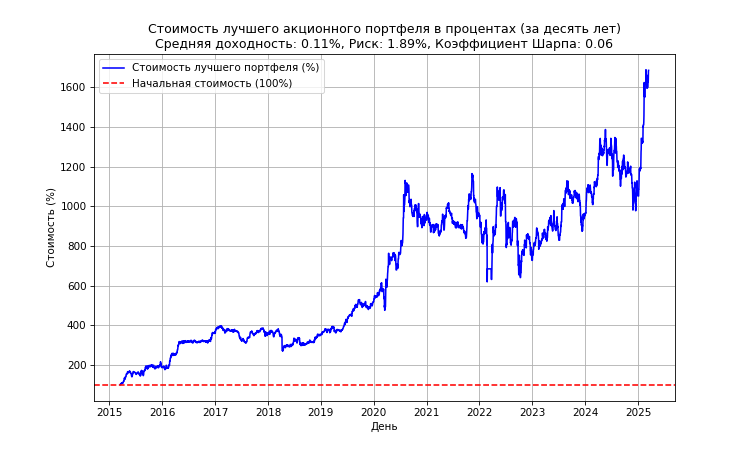 Стоимость лучшего акционного портфеля в процентах (за десять лет)
Средняя доходность: 0.11%, Риск: 1.89%, Коэффициент Шарпа: 0.06
Стоимость лучшего портфеля (%)
Начальная стоимость (100%)
Стоимость (%)
1600
1400
1200
1000
800
600
400
200
2015 2016 2017 2018 2019 2020 2021 2022 2023 2024 2025
День